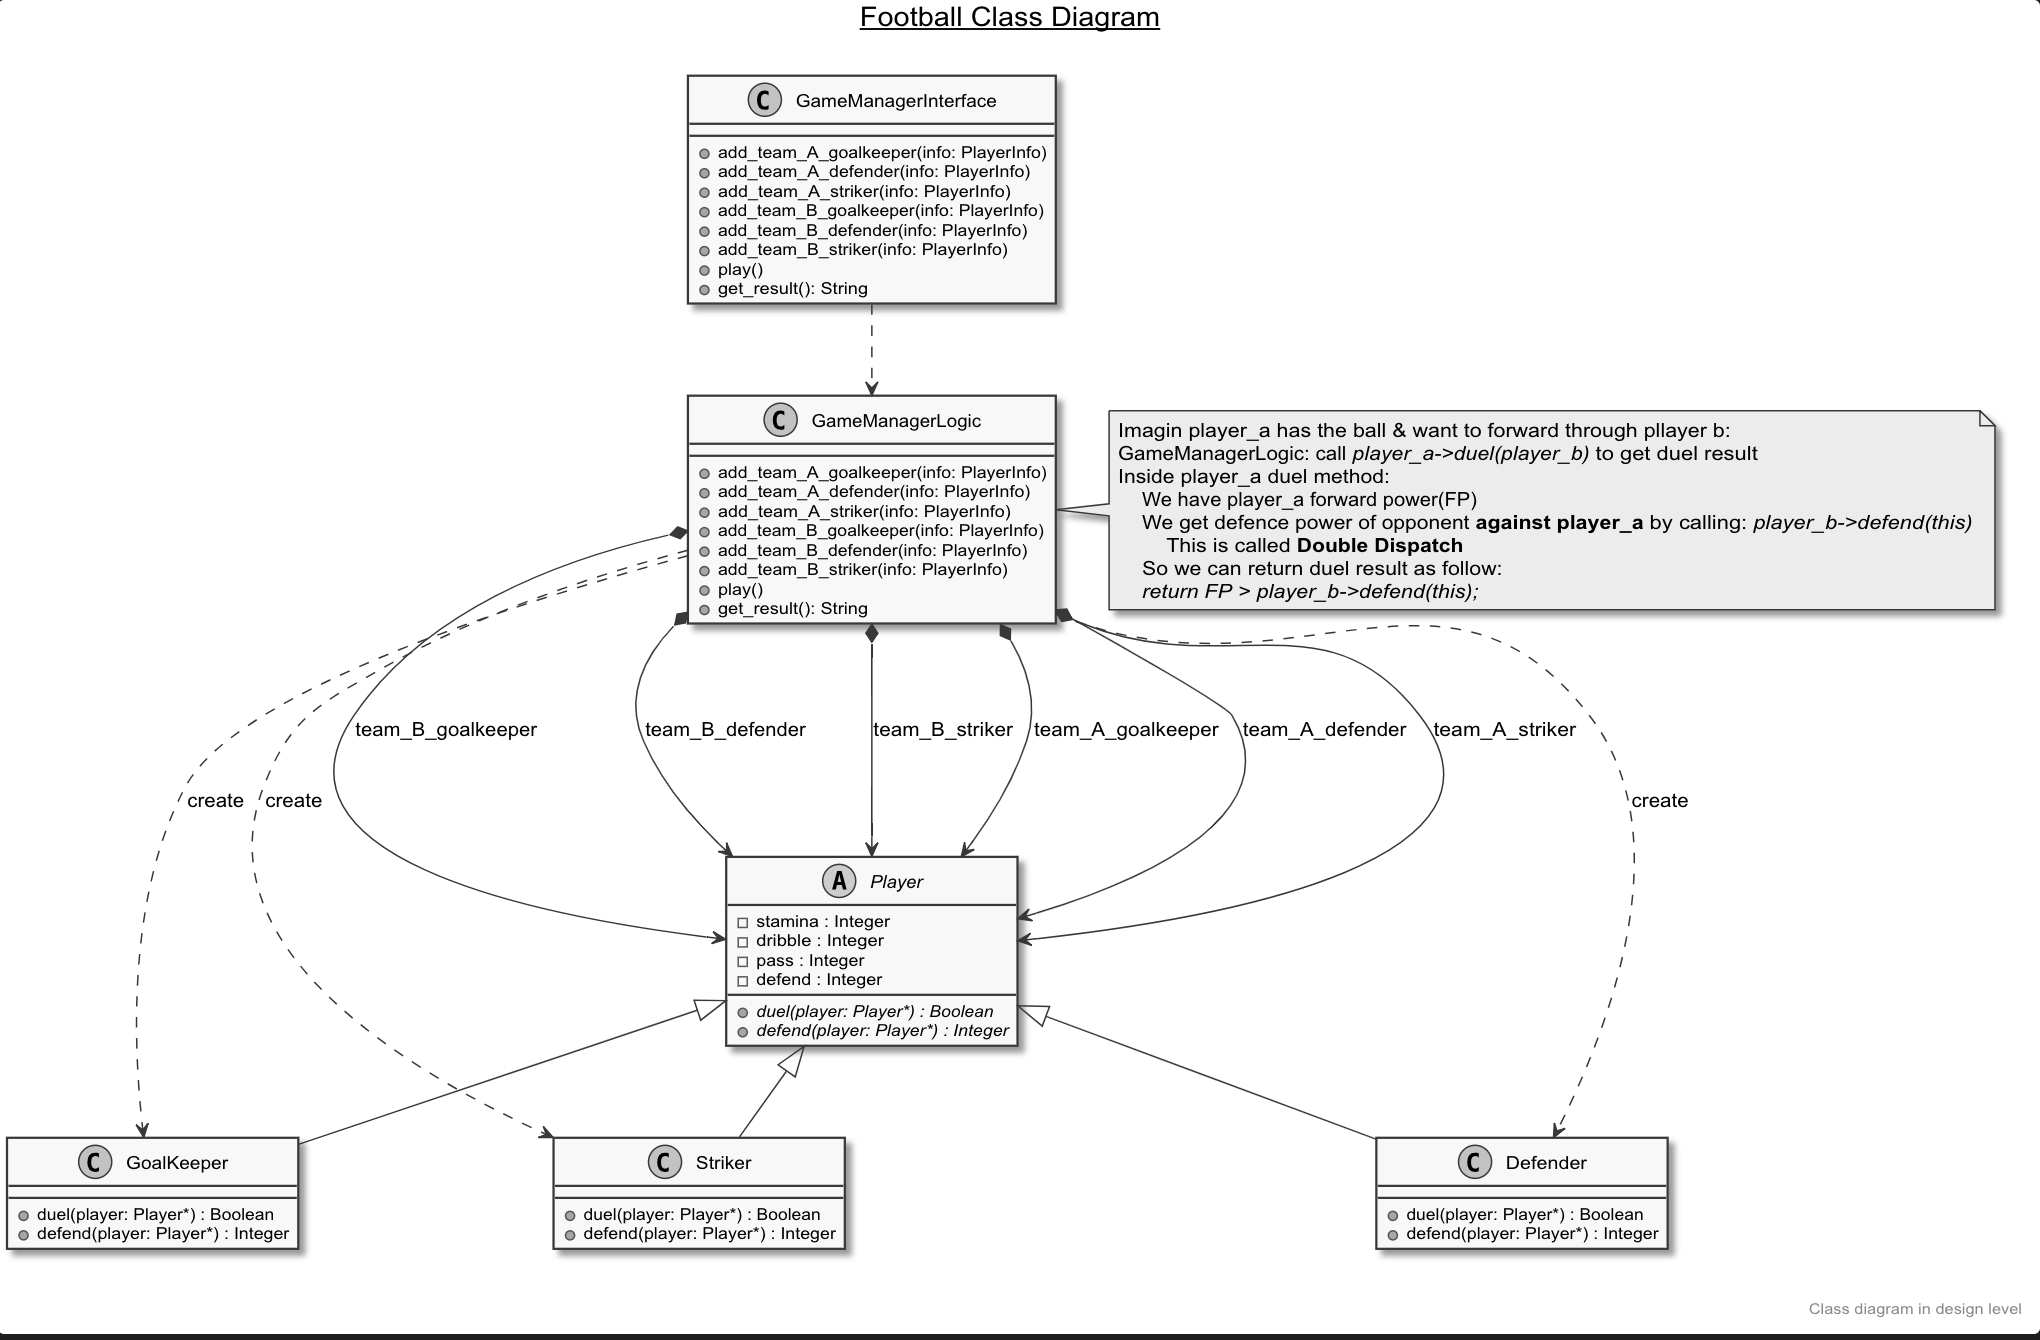 Football Class Diagram
C GameManagerInterface
add_team_A_goalkeeper(info: PlayerInfo)
add_team_A_defender(info: PlayerInfo)
add_team_A_striker(info: PlayerInfo)
add_team_B_goalkeeper(info: PlayerInfo)
add_team_B_defender(info: PlayerInfo)
add_team_B_striker(info: PlayerInfo)
play()
get_result(): String
C GameManagerLogic
add_team_A_goalkeeper(info: PlayerInfo)
add_team_A_defender(info: PlayerInfo)
add_team_A_striker(info: PlayerInfo)
add_team_B_goalkeeper(info: PlayerInfo)
add_team_B_defender(info: PlayerInfo)
add_team_B_striker(info: PlayerInfo)
play()
get_result(): String
Imagin player_a has the ball & want to forward through pllayer b:
GameManagerLogic: call player_a->duel(player_b) to get duel result
Inside player_a duel method:
We have player_a forward power(FP)
We get defence power of opponent against player_a by calling: player_b->defend(this)
This is called Double Dispatch
So we can return duel result as follow:
return FP > player_b->defend(this);
team_B_goalkeeper
team_B_defender
team_B_striker
team_A_goalkeeper
team_A_defender
team_A_striker
create
create
create
A Player
stamina : Integer
dribble : Integer
pass : Integer
defend : Integer
duel(player: Player*) : Boolean
defend(player: Player*) : Integer
C GoalKeeper
duel(player: Player*) : Boolean
defend(player: Player*) : Integer
C Striker
duel(player: Player*) : Boolean
defend(player: Player*) : Integer
C Defender
duel(player: Player*) : Boolean
defend(player: Player*) : Integer
Class diagram in design level